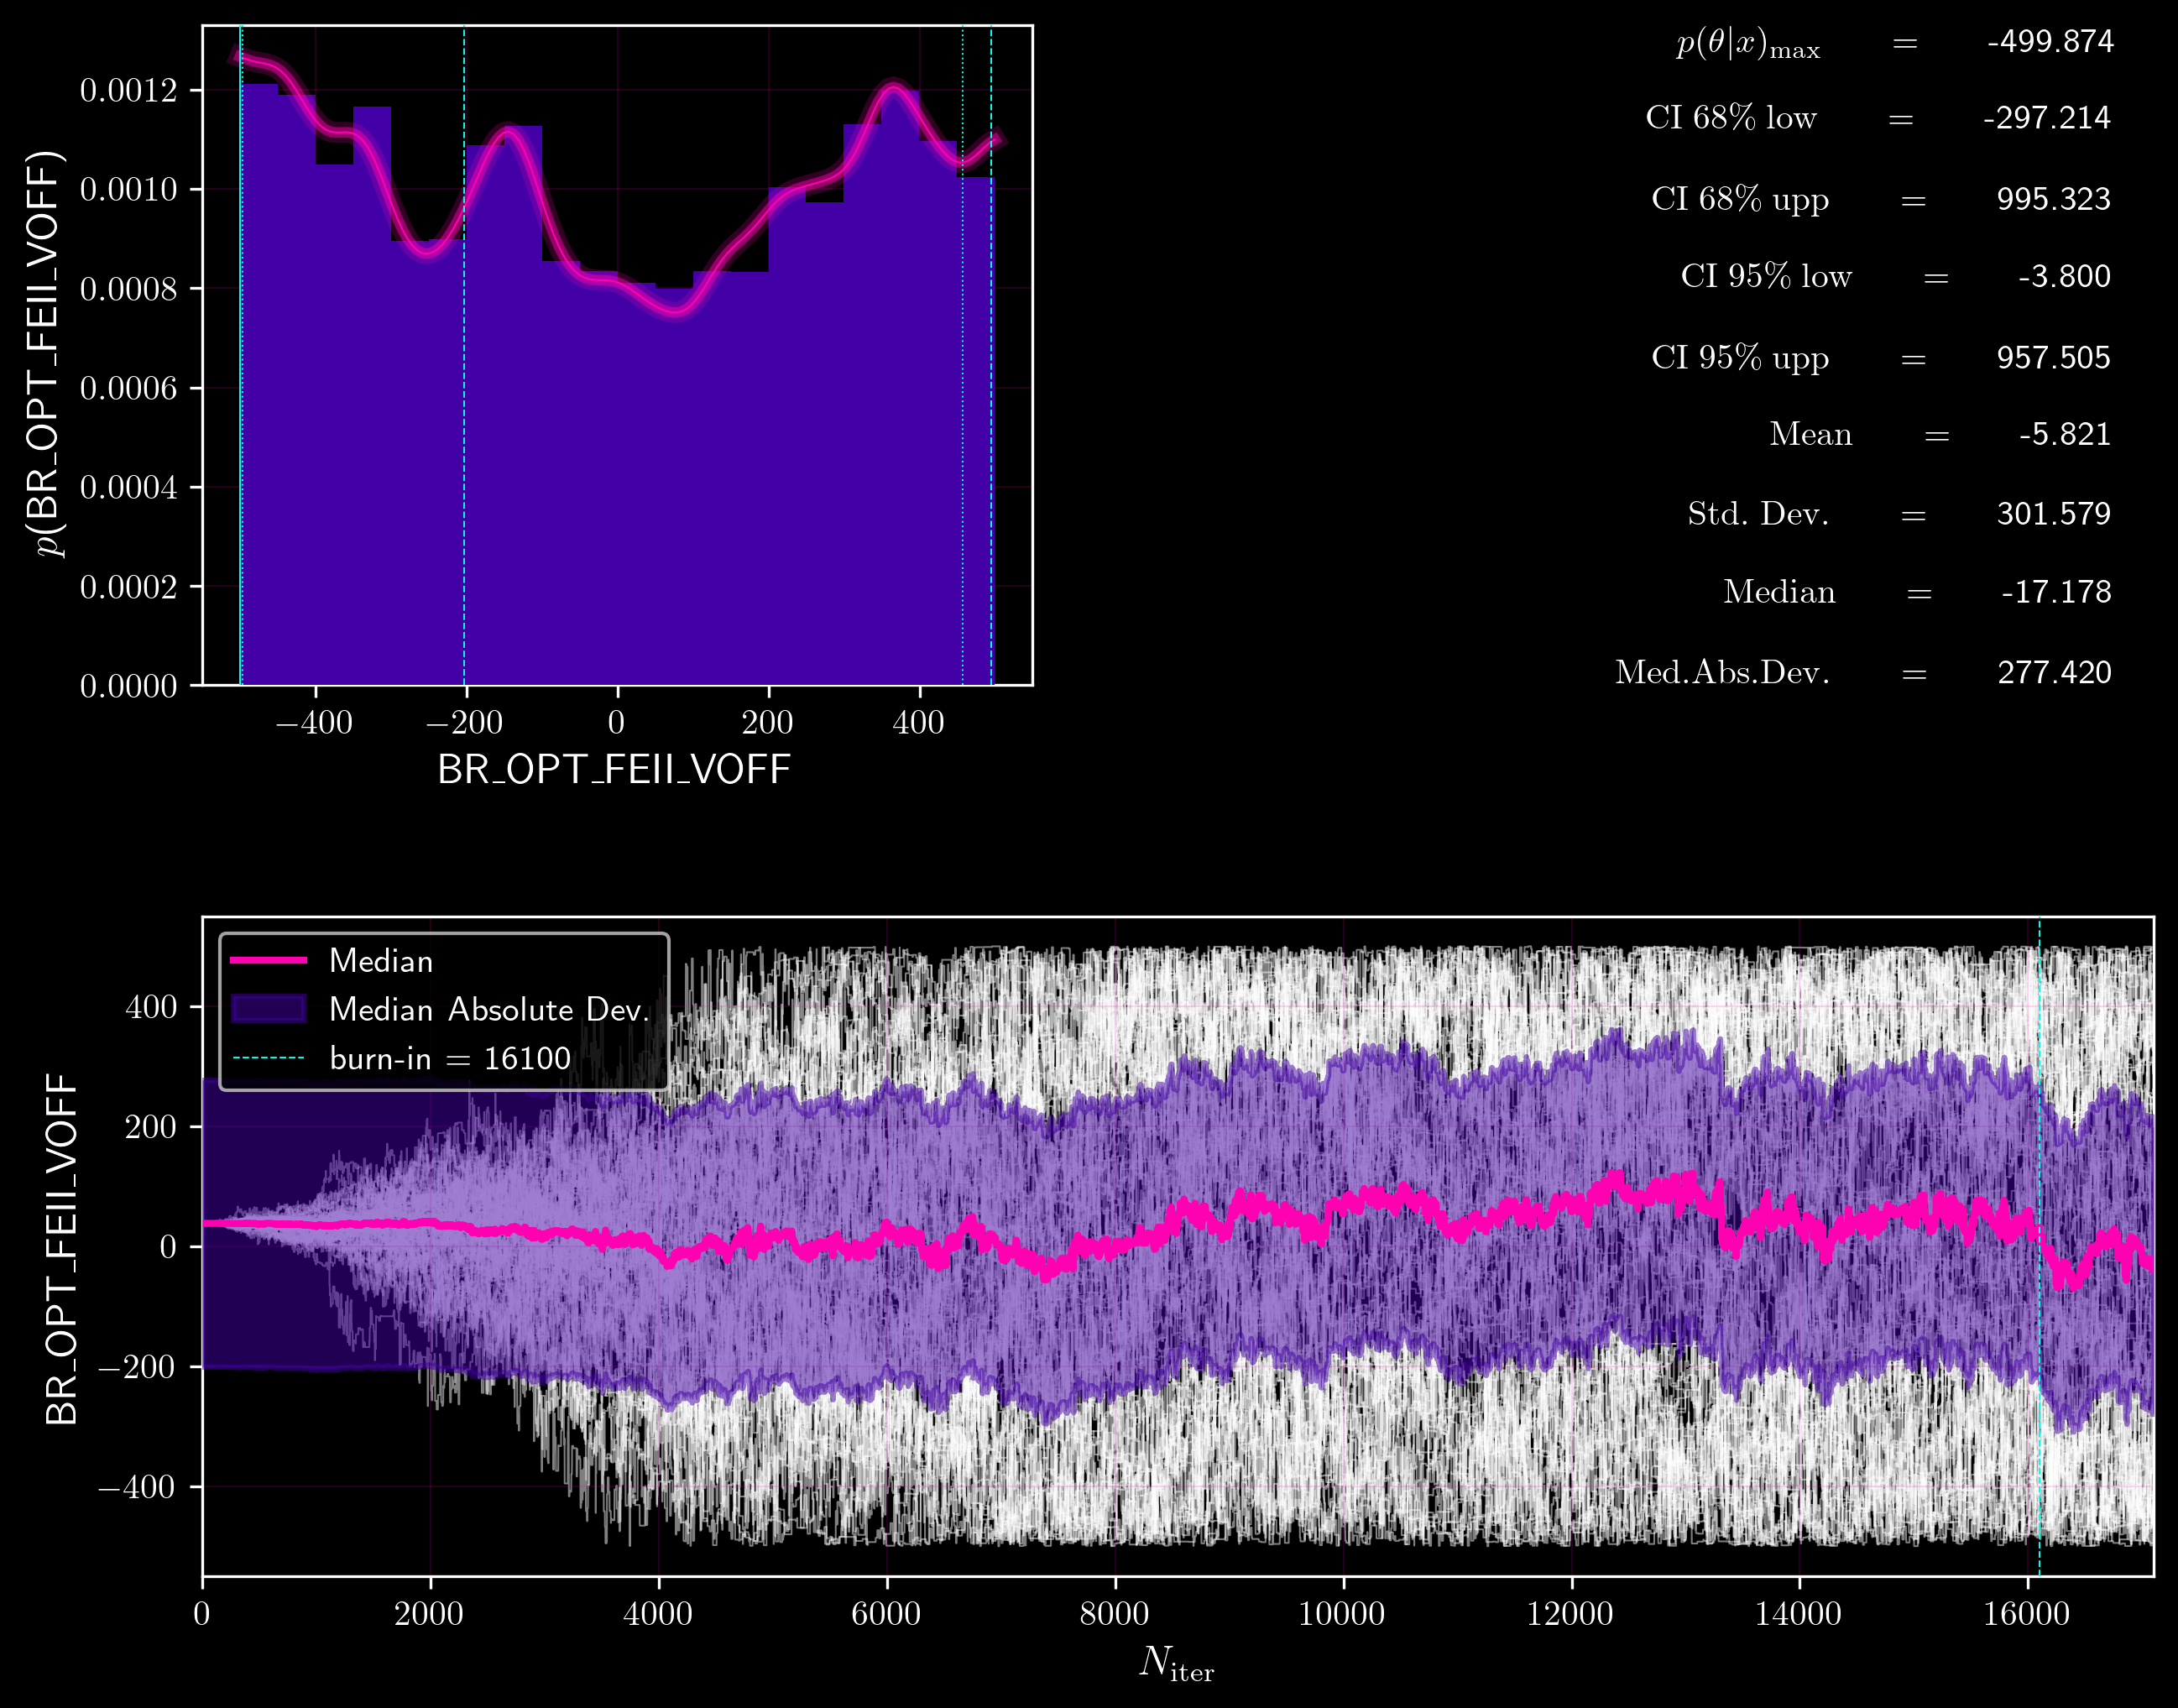 0.0012
0.0010
0.0008
0.0006
0.0004
0.0002
0.0000
p(BR_OPT_FEII_VOFF)
−400 −200 0 200 400
BR_OPT_FEII_VOFF
p(θ|x)max = -499.874
CI 68% low = -297.214
CI 68% upp = 995.323
CI 95% low = -3.800
CI 95% upp = 957.505
Mean = -5.821
Std. Dev. = 301.579
Median = -17.178
Med.Abs.Dev. = 277.420
Median
Median Absolute Dev.
burn-in = 16100
400
200
0
−200
−400
BR_OPT_FEII_VOFF
0 2000 4000 6000 8000 10000 12000 14000 16000
Niter